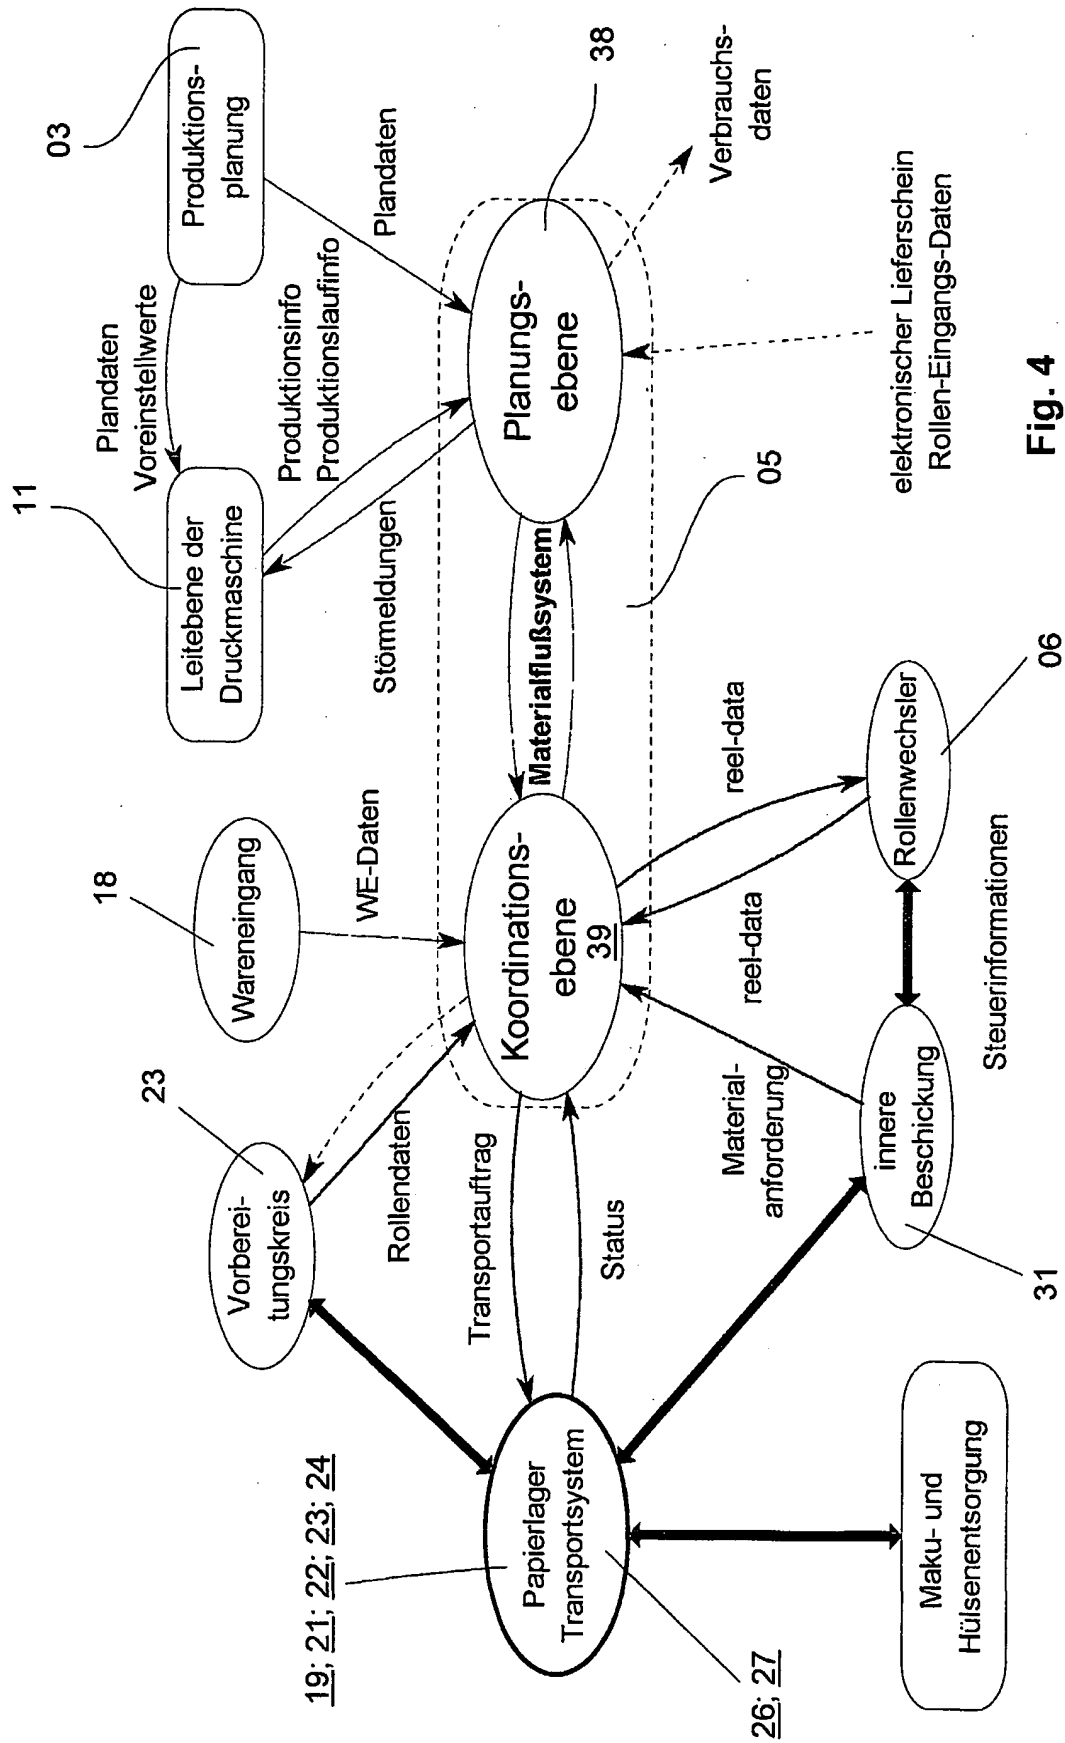 03
Produktions-
planung
11
Leitebene der
Druckmaschine
Plandaten
Voreinstellwerte
Produktionsinfo
Produktionslaufinfo
Plandaten
Störmeldungen
18
Wareneingang
WE-Daten
23
Vorberei-
tungskreis
Rollendaten
38
Planungs-
ebene
Materialflußsystem
Koordinations-
ebene
39
Verbrauchs-
daten
elektronischer Lieferschein
Rollen-Eingangs-Daten
05
Transportauftrag
Status
19; 21; 22; 23; 24
Papierlager
Transportsystem
26; 27
reel-data
reel-data
Material-
anforderung
Rollenwechsler
06
innere
Beschickung
31
Steuerinformationen
Maku- und
Hülsenentsorgung
Fig. 4